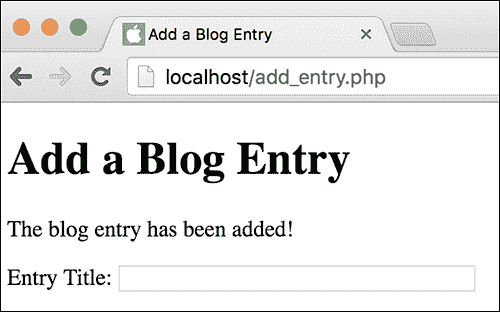 Add a Blog Entry
localhost/add_entry.php
Add a Blog Entry
The blog entry has been added!
Entry Title: